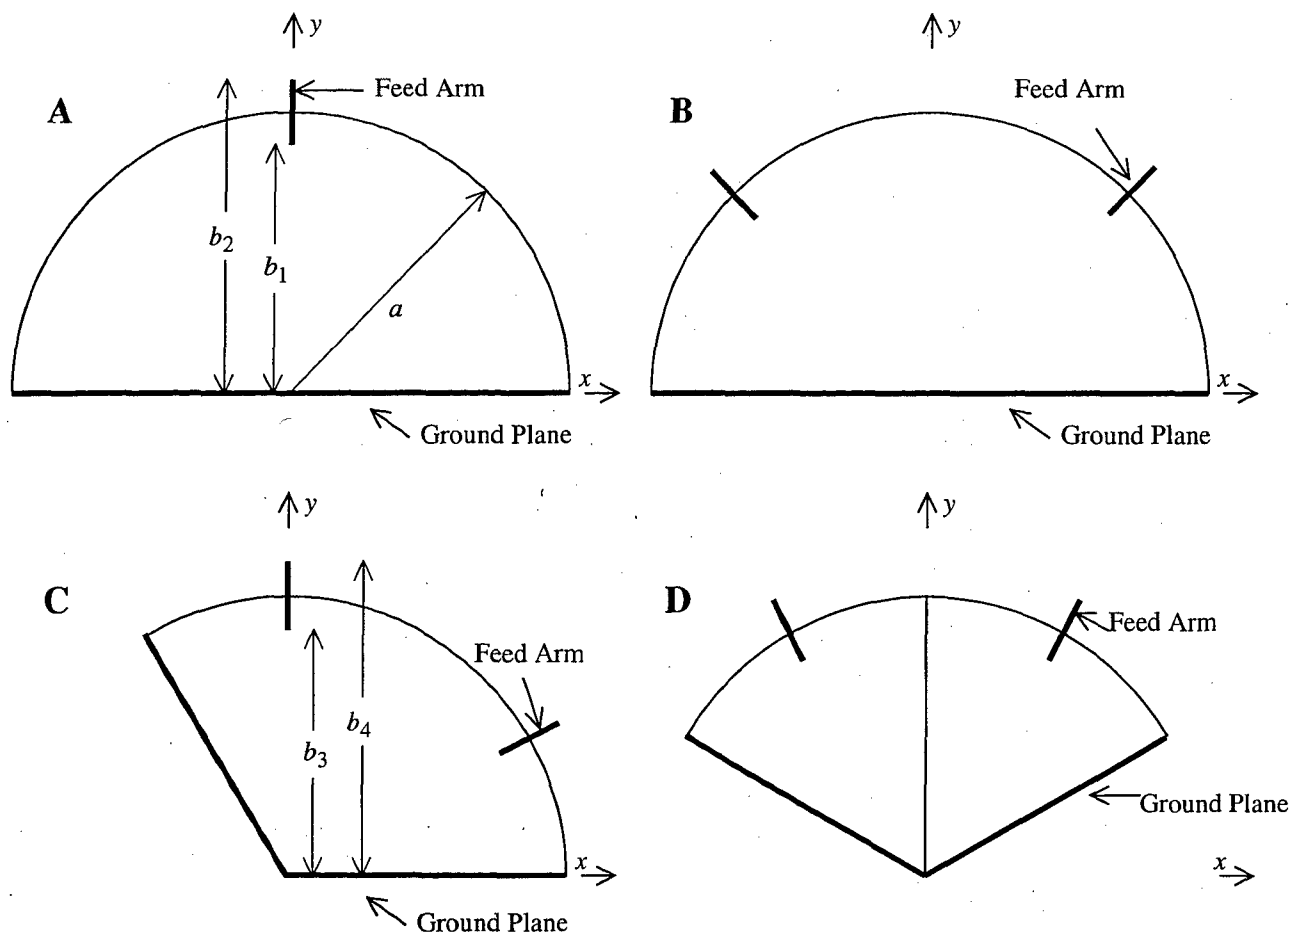 y
Feed Arm
A
b2
b1
a
x
Ground Plane
y
Feed Arm
B
x
Ground Plane
y
C
Feed Arm
b3
b4
x
Ground Plane
y
D
Feed Arm
Ground Plane
x